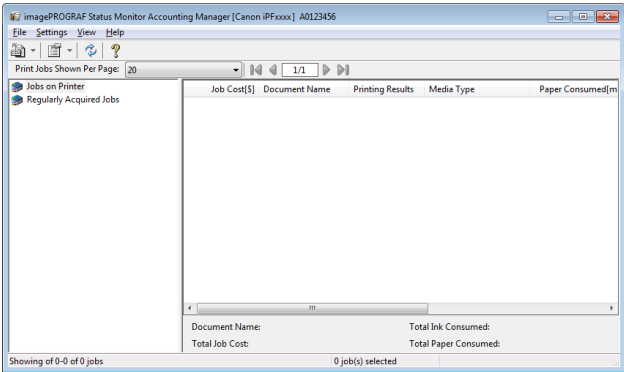 imagePROGRAF Status Monitor Accounting Manager [Canon iPFxxxx] A0123456
File Settings View Help
Print Jobs Shown Per Page: 20 1/1
Jobs on Printer
Regularly Acquired Jobs
Job Cost[$] Document Name Printing Results Media Type Paper Consumed[m
Document Name: Total Ink Consumed:
Total Job Cost: Total Paper Consumed:
Showing of 0-0 of 0 jobs 0 job(s) selected